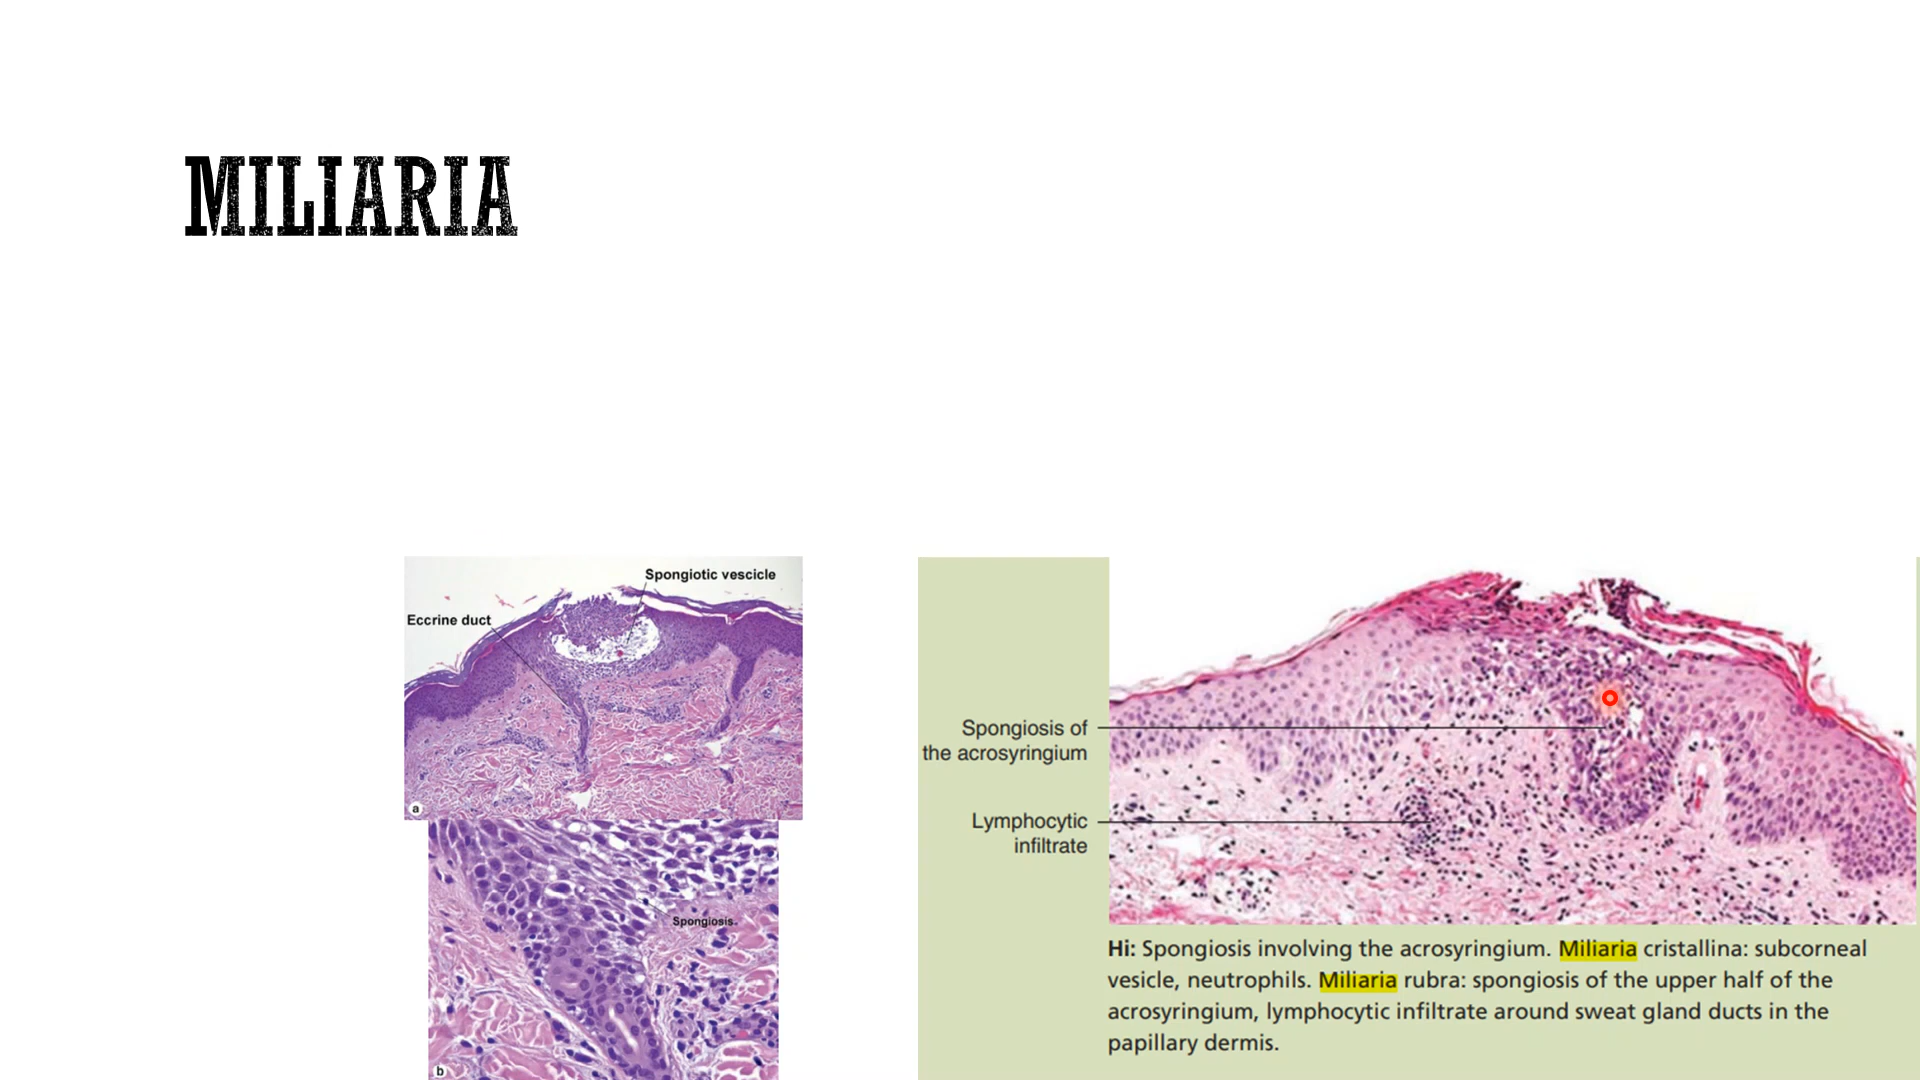 MILIARIA
Spongiotic vescicle
Eccrine duct
a
Spongiosis
b
Spongiosis of
the acrosyringium
Lymphocytic
infiltrate
Hi: Spongiosis involving the acrosyringium. Miliaria cristallina: subcorneal
vesicle, neutrophils. Miliaria rubra: spongiosis of the upper half of the
acrosyringium, lymphocytic infiltrate around sweat gland ducts in the
papillary dermis.